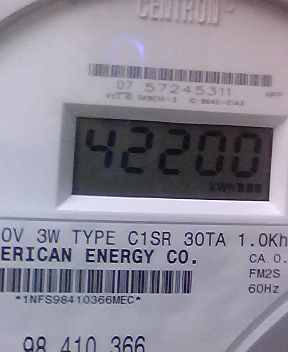 CENTRON
07 57245311
42200
kWh
0V 3W TYPE C1SR 30TA 1.0Kh
ERICAN ENERGY CO.
CA 0.
FM2S
60Hz
*1NFS98410366MEC*
98 410 366